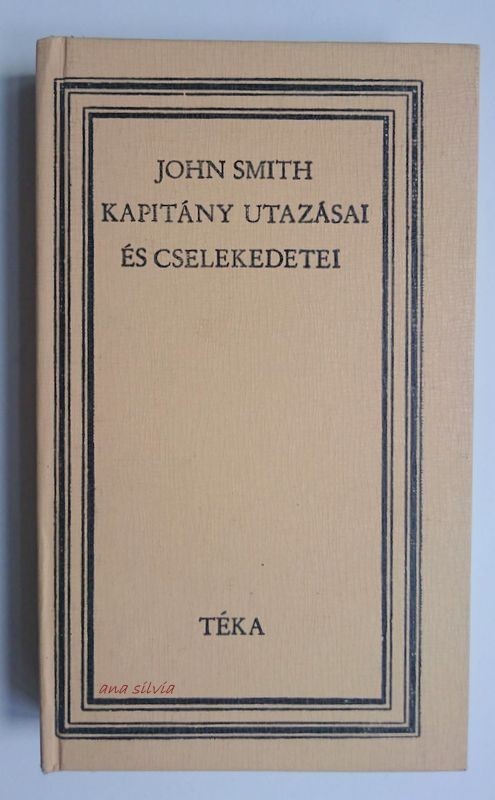 JOHN SMITH
KAPITÁNY UTAZÁSAI
ÉS CSELEKEDETEI
TÉKA
ana silvia